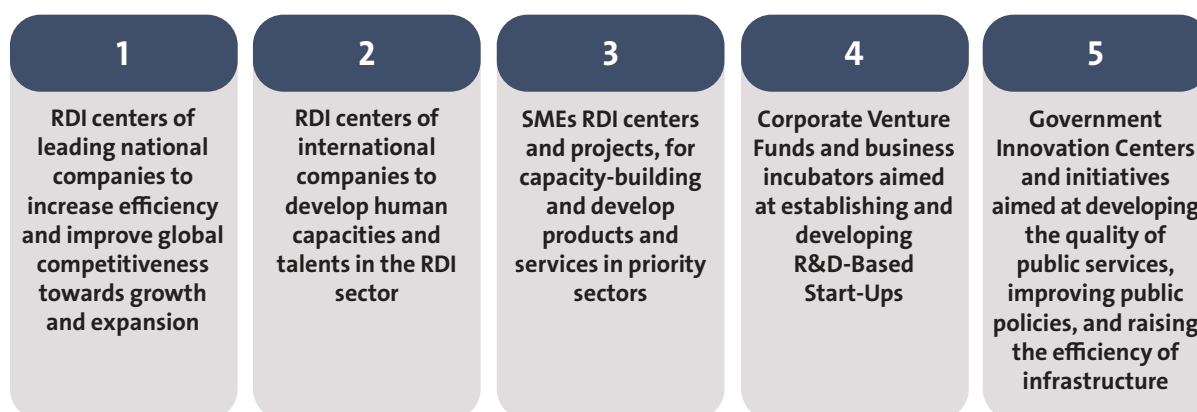 1
RDI centers of
leading national
companies to
increase efficiency
and improve global
competitiveness
towards growth
and expansion
2
RDI centers of
international
companies to
develop human
capacities and
talents in the RDI
sector
3
SMEs RDI centers
and projects, for
capacity-building
and develop
products and
services in priority
sectors
4
Corporate Venture
Funds and business
incubators aimed
at establishing and
developing
R&D-Based
Start-Ups
5
Government
Innovation Centers
and initiatives
aimed at developing
the quality of
public services,
improving public
policies, and raising
the efficiency of
infrastructure